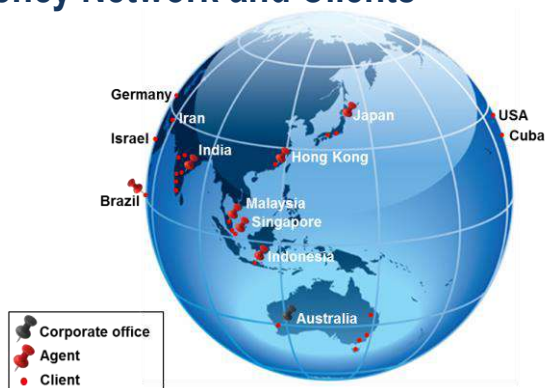 ency Network and Clients
Germany
Iran
Japan
USA
Israel
India
Hong Kong
Cuba
Brazil
Malaysia
Singapore
Indonesia
Australia
Corporate office
Agent
Client